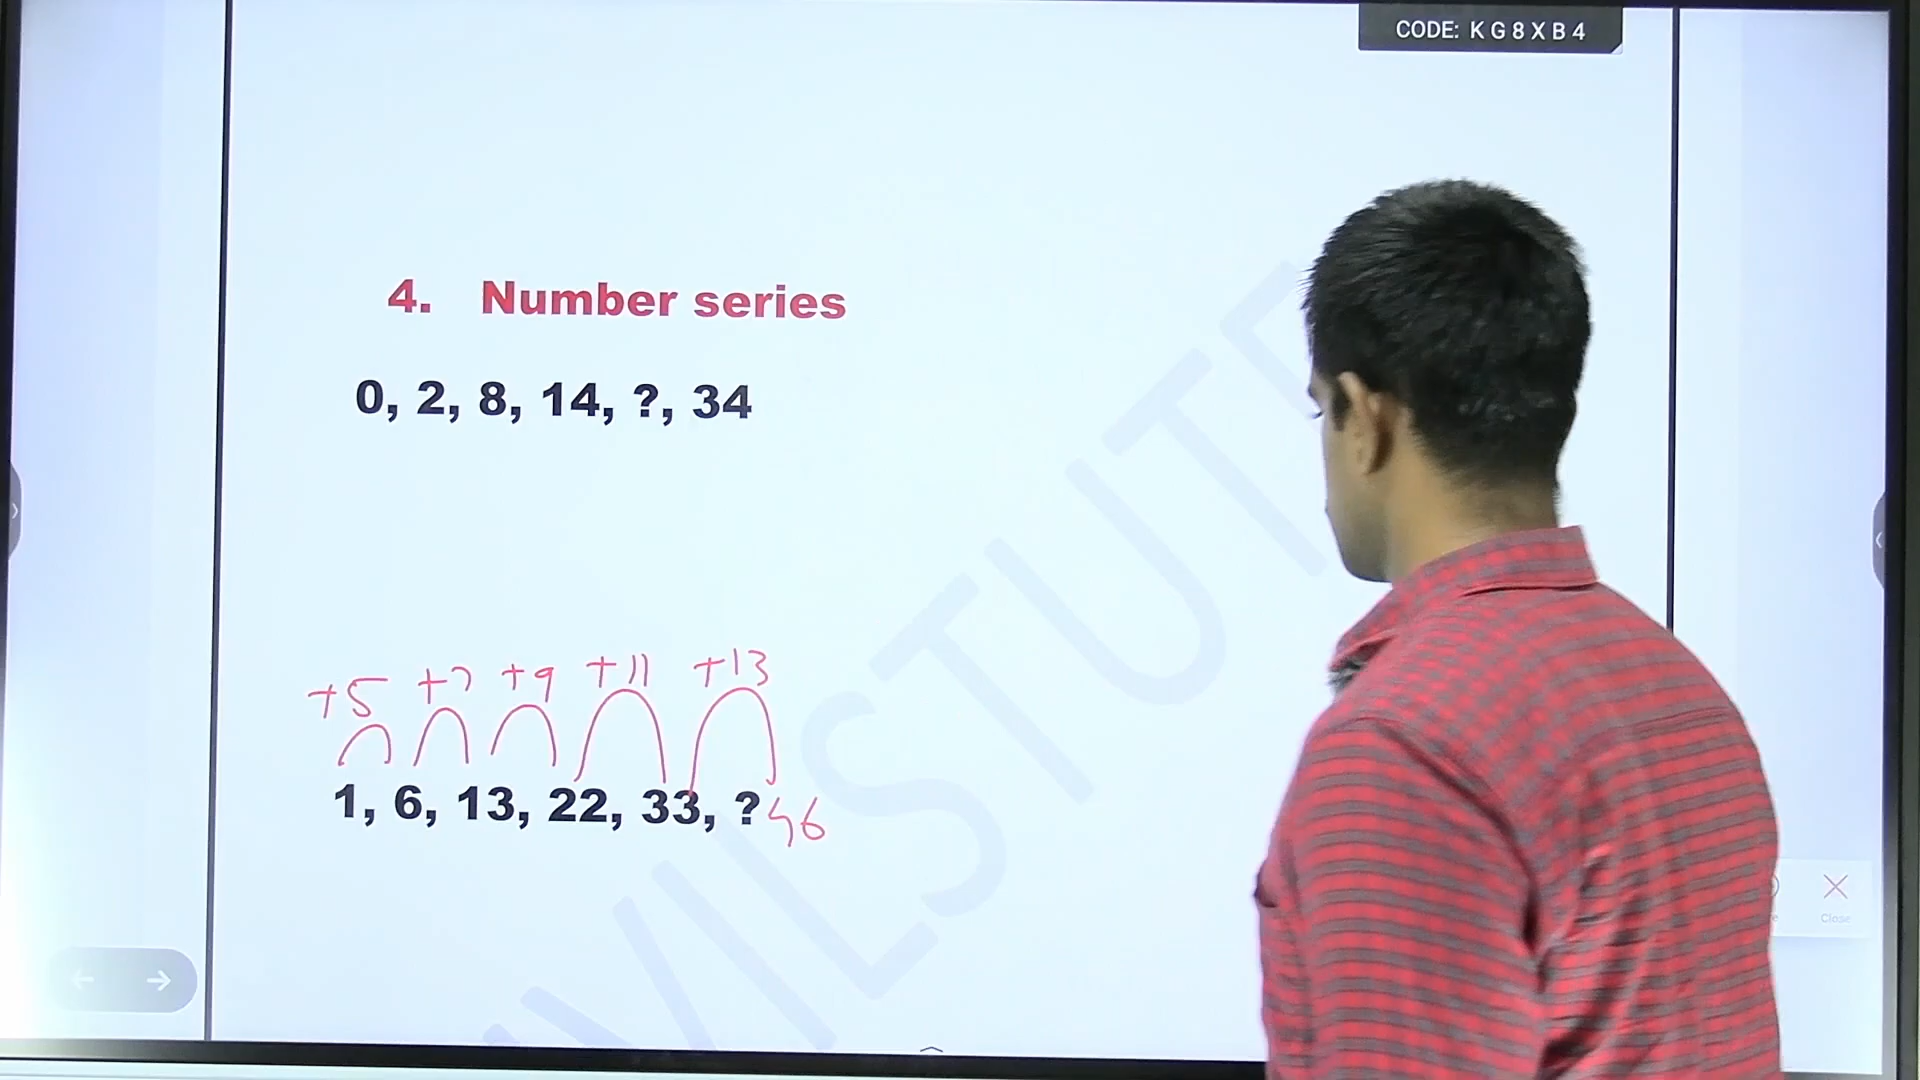 CODE: KG8XB4
4. Number series
0, 2, 8, 14, ?, 34
+5 +7 +9 +11 +13
1, 6, 13, 22, 33, ? 46
Close